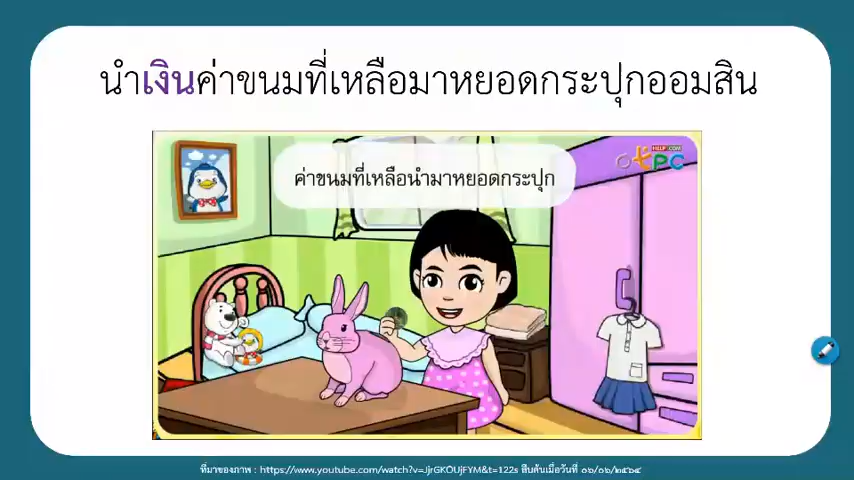 นำเงินค่าขนมที่เหลือมาหยอดกระปุกออมสิน
HELP.COM
OTPC
ค่าขนมที่เหลือนำมาหยอดกระปุก
ที่มาของภาพ : https://www.youtube.com/watch?v=JjrGKOUjFYM&t=122s สืบค้นเมื่อวันที่ ๐๖/๐๖/๒๕๖๔